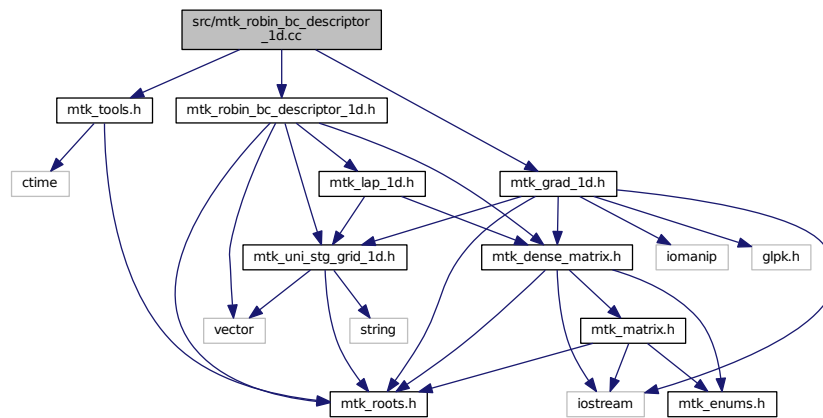 src/mtk_robin_bc_descriptor
_1d.cc
mtk_tools.h
mtk_robin_bc_descriptor_1d.h
ctime
mtk_lap_1d.h
mtk_grad_1d.h
mtk_uni_stg_grid_1d.h
mtk_dense_matrix.h
iomanip
glpk.h
vector
string
mtk_matrix.h
mtk_roots.h
iostream
mtk_enums.h